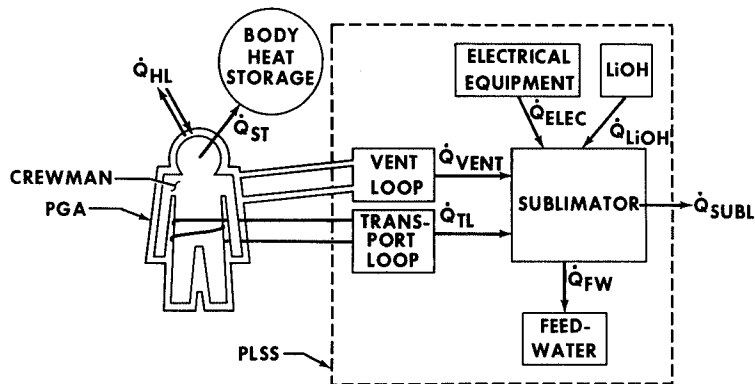 BODY
HEAT
STORAGE
Q̇HL
Q̇ST
CREWMAN
PGA
ELECTRICAL
EQUIPMENT
LiOH
Q̇ELEC
Q̇LiOH
VENT
LOOP
Q̇VENT
SUBLIMATOR
Q̇SUBL
TRANS-
PORT
LOOP
Q̇TL
Q̇FW
FEED-
WATER
PLSS